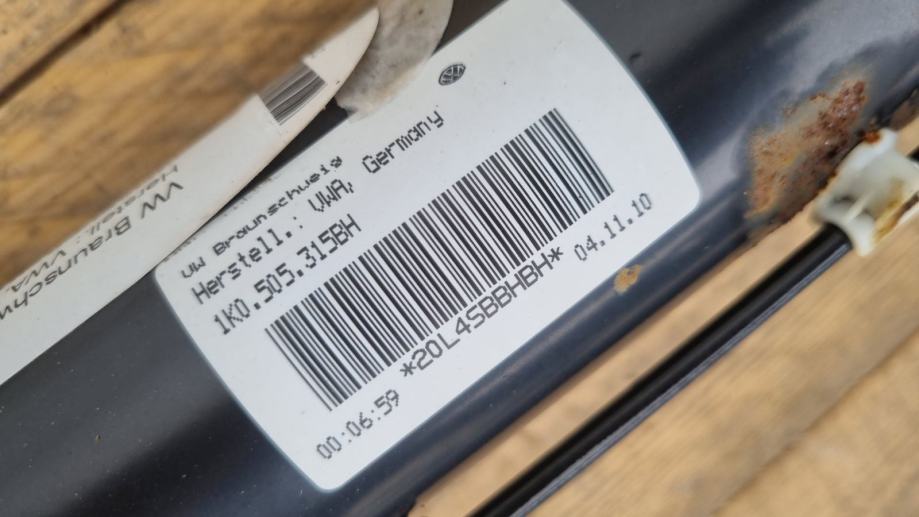 VW Braunschweig
Herstell.: VWA, Germany
1K0.505.315BH
*20L4SBBHBH*
00:06:59
04.11.10
VW Braunschw
Herstell.: VWA